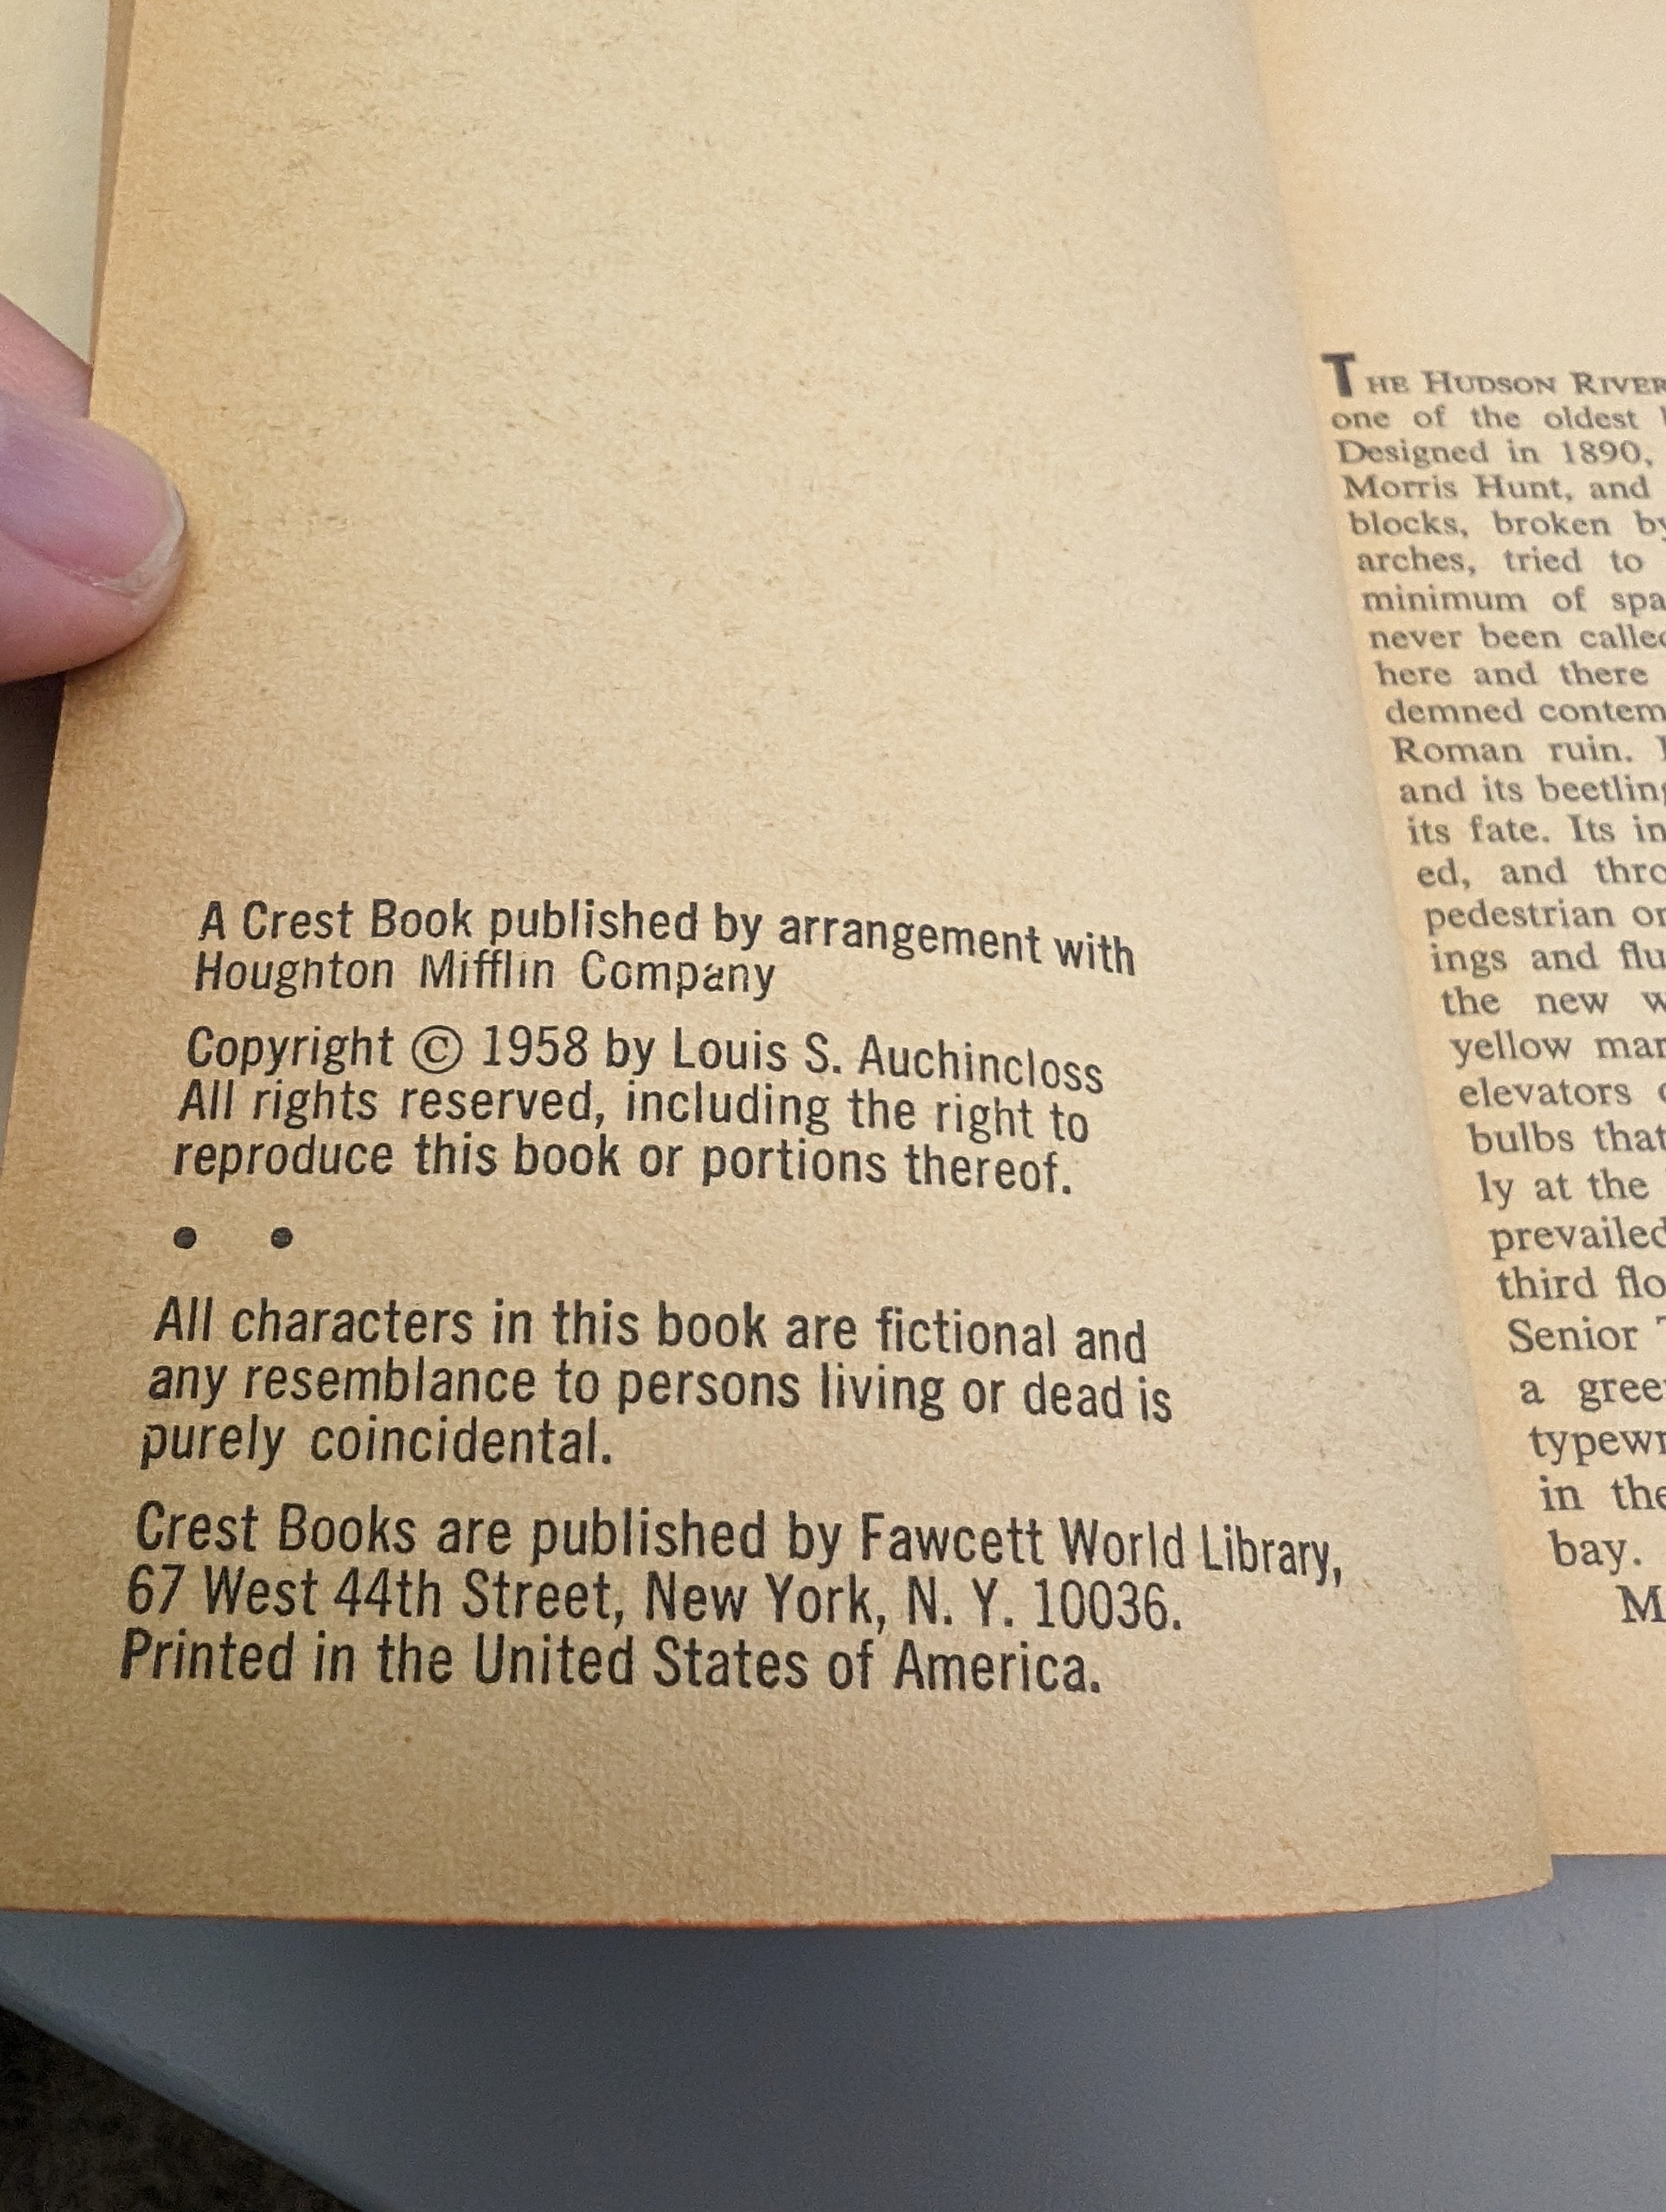 A Crest Book published by arrangement with
Houghton Mifflin Company
Copyright © 1958 by Louis S. Auchincloss
All rights reserved, including the right to
reproduce this book or portions thereof.
• •
All characters in this book are fictional and
any resemblance to persons living or dead is
purely coincidental.
Crest Books are published by Fawcett World Library,
67 West 44th Street, New York, N. Y. 10036.
Printed in the United States of America.
THE HUDSON RIVER
one of the oldest
Designed in 1890,
Morris Hunt, and
blocks, broken
arches, tried to
minimum of
never been
here and there
demned
Roman ruin.
and its
its fate. Its
ed, and
pedestrian
ings and
the new
yellow
elevators
bulbs
ly at the
prevailed
third
Senior
a
in
bay.